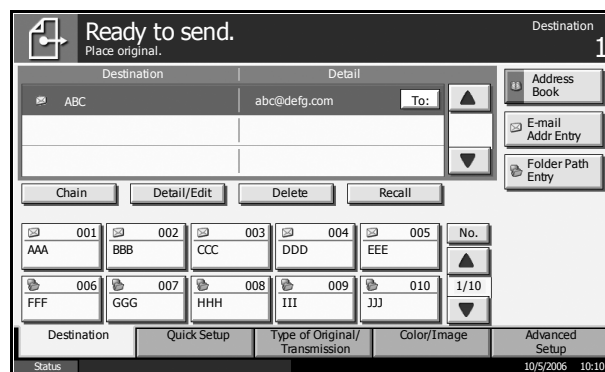 Ready to send.
Place original.
Destination
1
Destination Detail
ABC abc@defg.com To:
Address
Book
E-mail
Addr Entry
Folder Path
Entry
Chain Detail/Edit Delete Recall
001 002 003 004 005 No.
AAA BBB CCC DDD EEE
006 007 008 009 010 1/10
FFF GGG HHH III JJJ
Destination Quick Setup Type of Original/
Transmission Color/Image Advanced
Setup
Status 10/5/2006 10:10